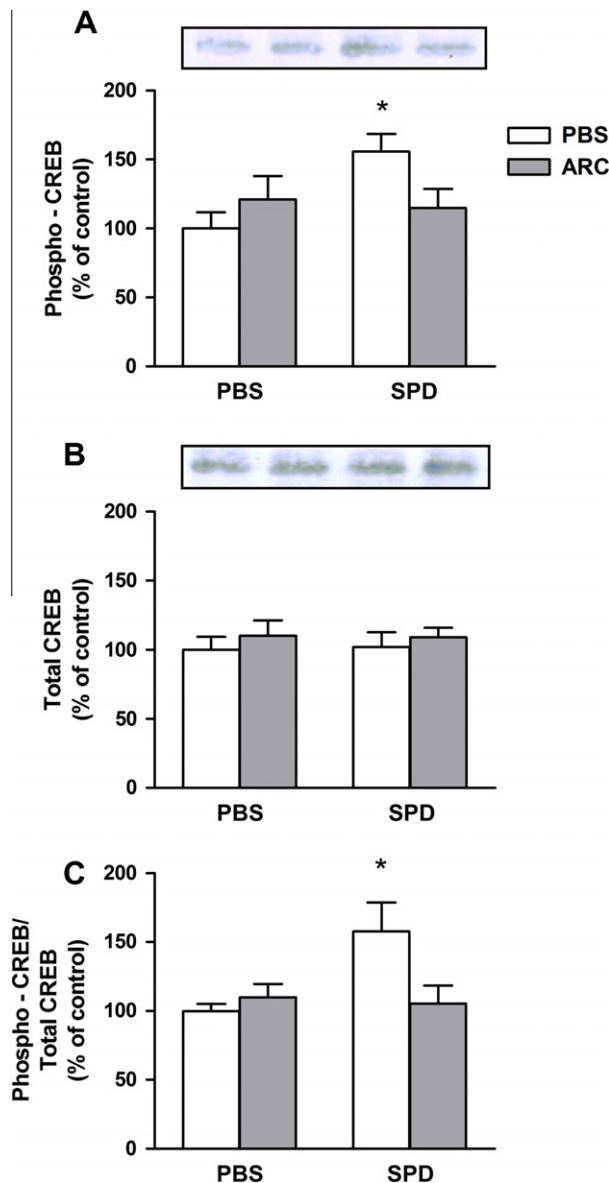 A
200
150
100
50
0
Phospho - CREB
(% of control)
*
PBS
SPD
PBS
ARC
B
200
150
100
50
0
Total CREB
(% of control)
PBS
SPD
C
200
150
100
50
0
Phospho - CREB/
Total CREB
(% of control)
*
PBS
SPD